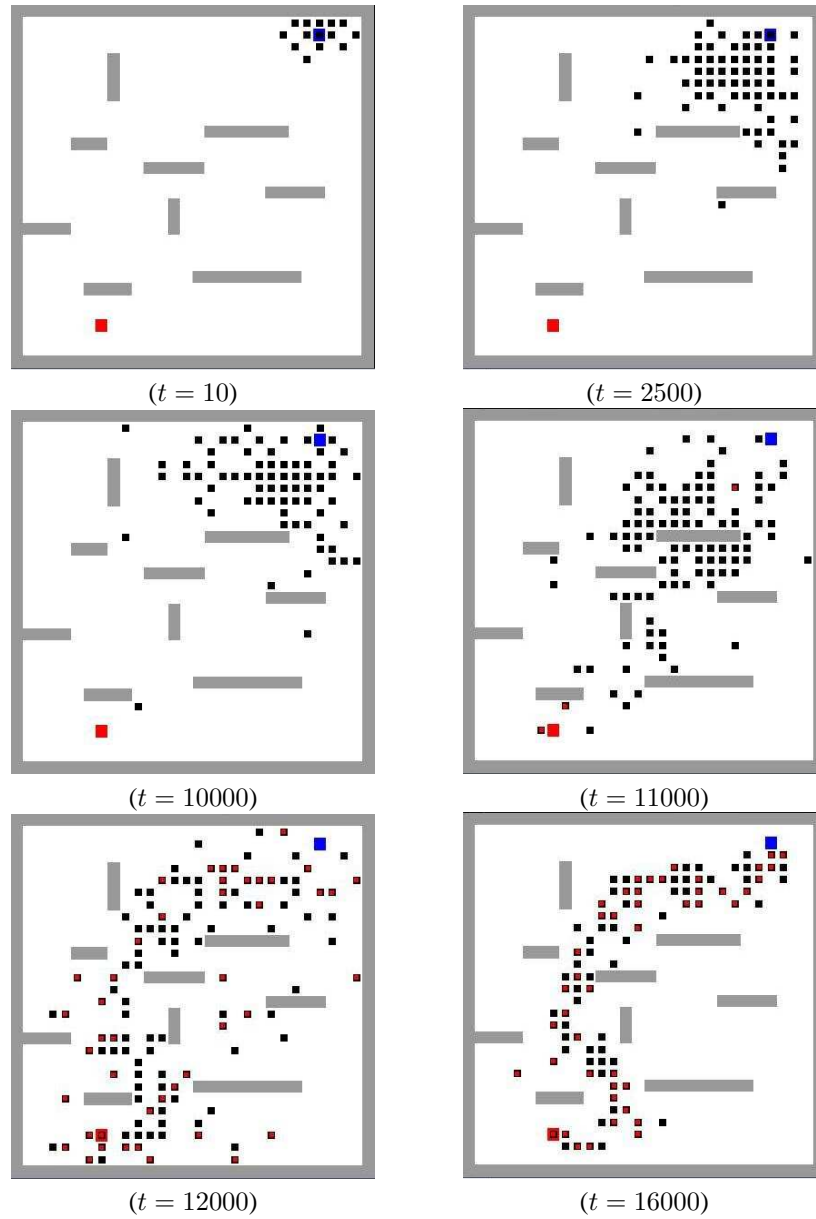 (t = 10)
(t = 2500)
(t = 10000)
(t = 11000)
(t = 12000)
(t = 16000)